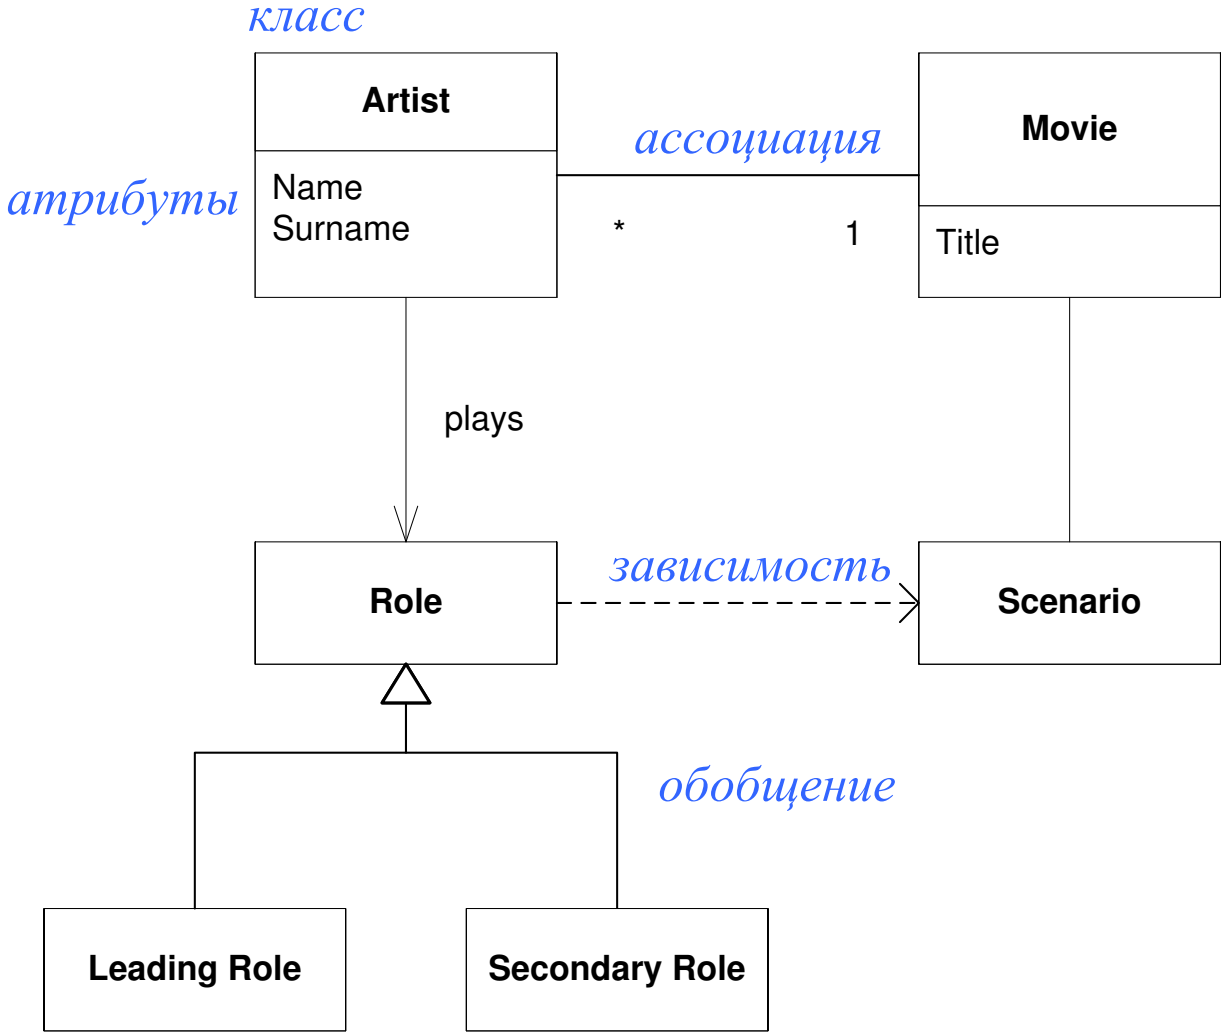 класс
Artist
Movie
ассоциация
атрибуты
Name
Surname
*
1
Title
plays
Role
зависимость
Scenario
обобщение
Leading Role
Secondary Role